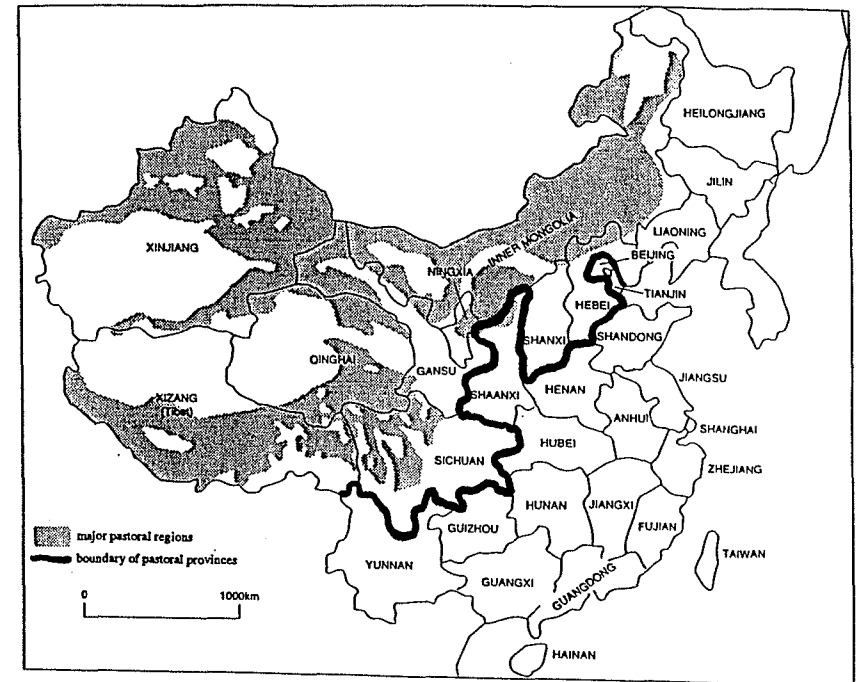 HEILONGJIANG
JILIN
LIAONING
INNER MONGOLIA
BEIJING
XINJIANG
NINGXIA
TIANJIN
HEBEI
SHANXI
SHANDONG
QINGHAI
GANSU
JIANGSU
XIZANG
(Tibet)
SHAANXI
HENAN
ANHUI
SHANGHAI
HUBEI
SICHUAN
ZHEJIANG
HUNAN
JIANGXI
GUIZHOU
FUJIAN
major pastoral regions
boundary of pastoral provinces
TAIWAN
YUNNAN
GUANGXI
GUANGDONG
0 1000km
HAINAN